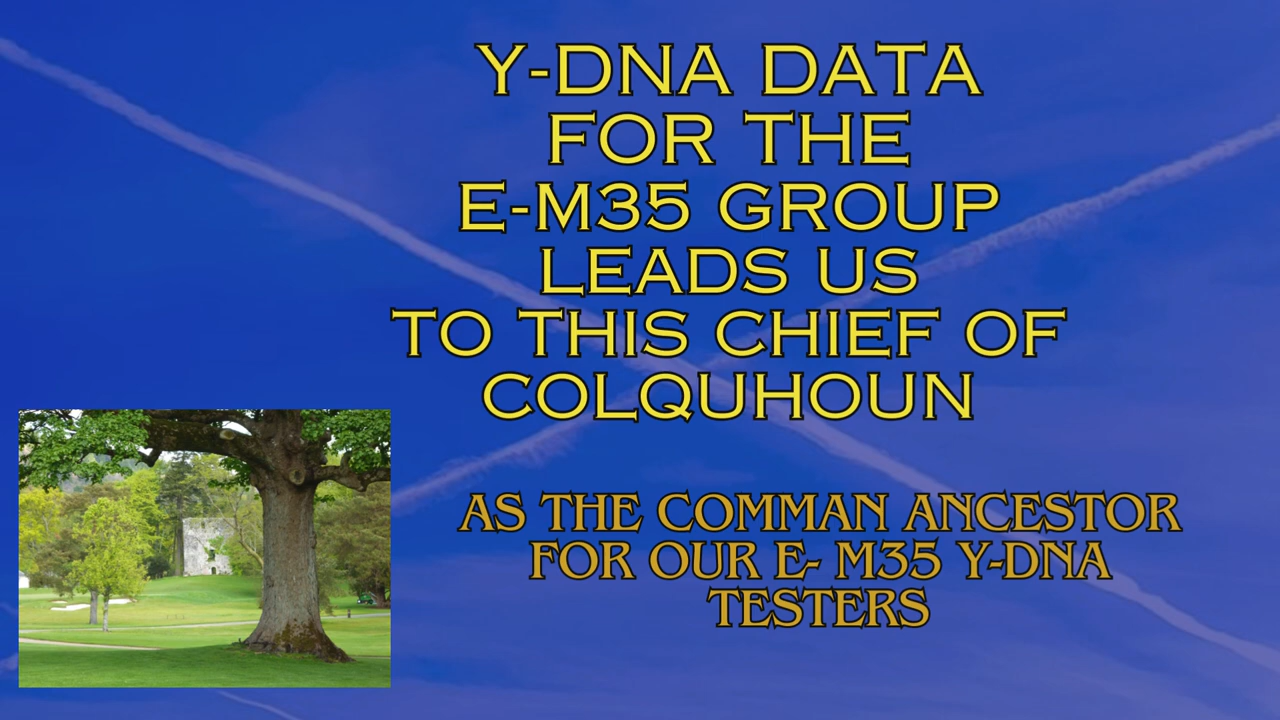 Y-DNA DATA
FOR THE
E-M35 GROUP
LEADS US
TO THIS CHIEF OF
COLQUHOUN
AS THE COMMAN ANCESTOR
FOR OUR E- M35 Y-DNA
TESTERS